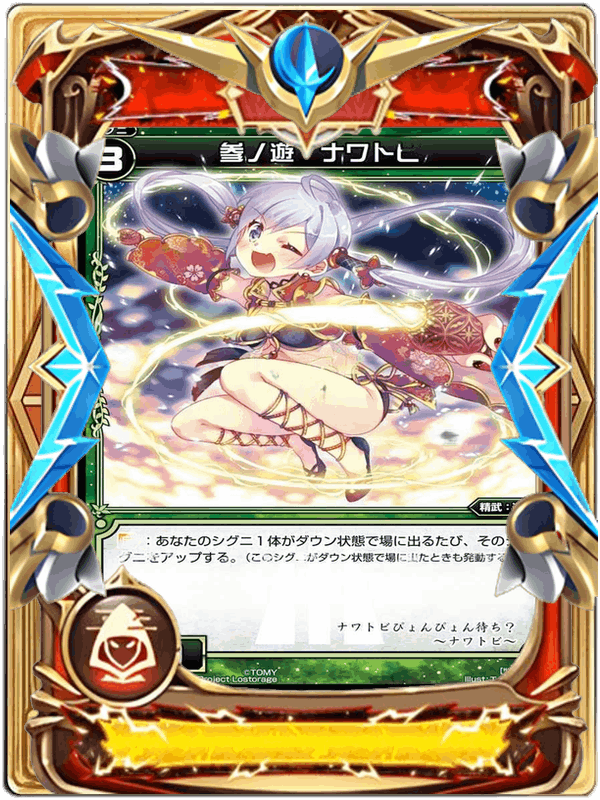 3
参ノ遊 ナワトビ
精武:
:あなたのシグニ1体がダウン状態で場に出るたび、その
グニをアップする。(このシグ ニがダウン状態で場に出たときも発動する
ナワトビぴょんぴょん待ち?
~ナワトビ~
©TOMY
Project Lostorage
Illust: